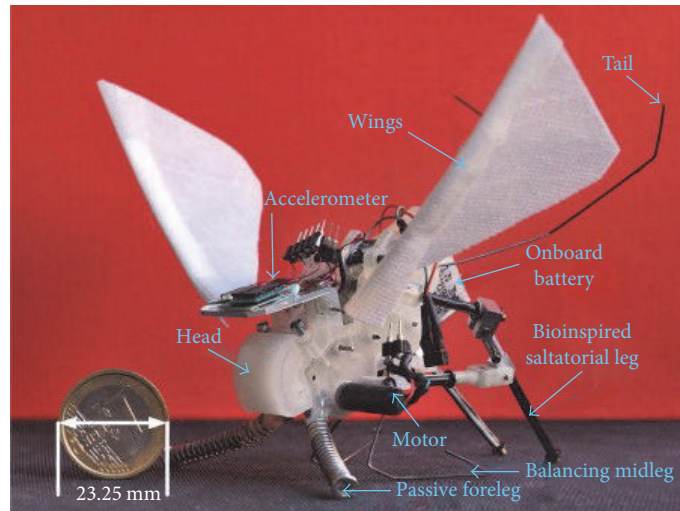 Tail
Wings
Accelerometer
Onboard
battery
Head
Bioinspired
saltatorial leg
Motor
Balancing midleg
Passive foreleg
23.25 mm